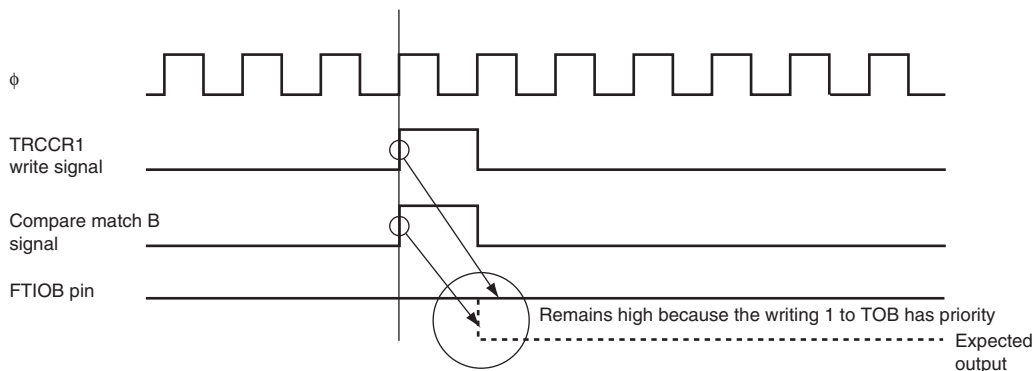 ϕ
TRCCR1
write signal
Compare match B
signal
FTIOB pin
Remains high because the writing 1 to TOB has priority
Expected
output